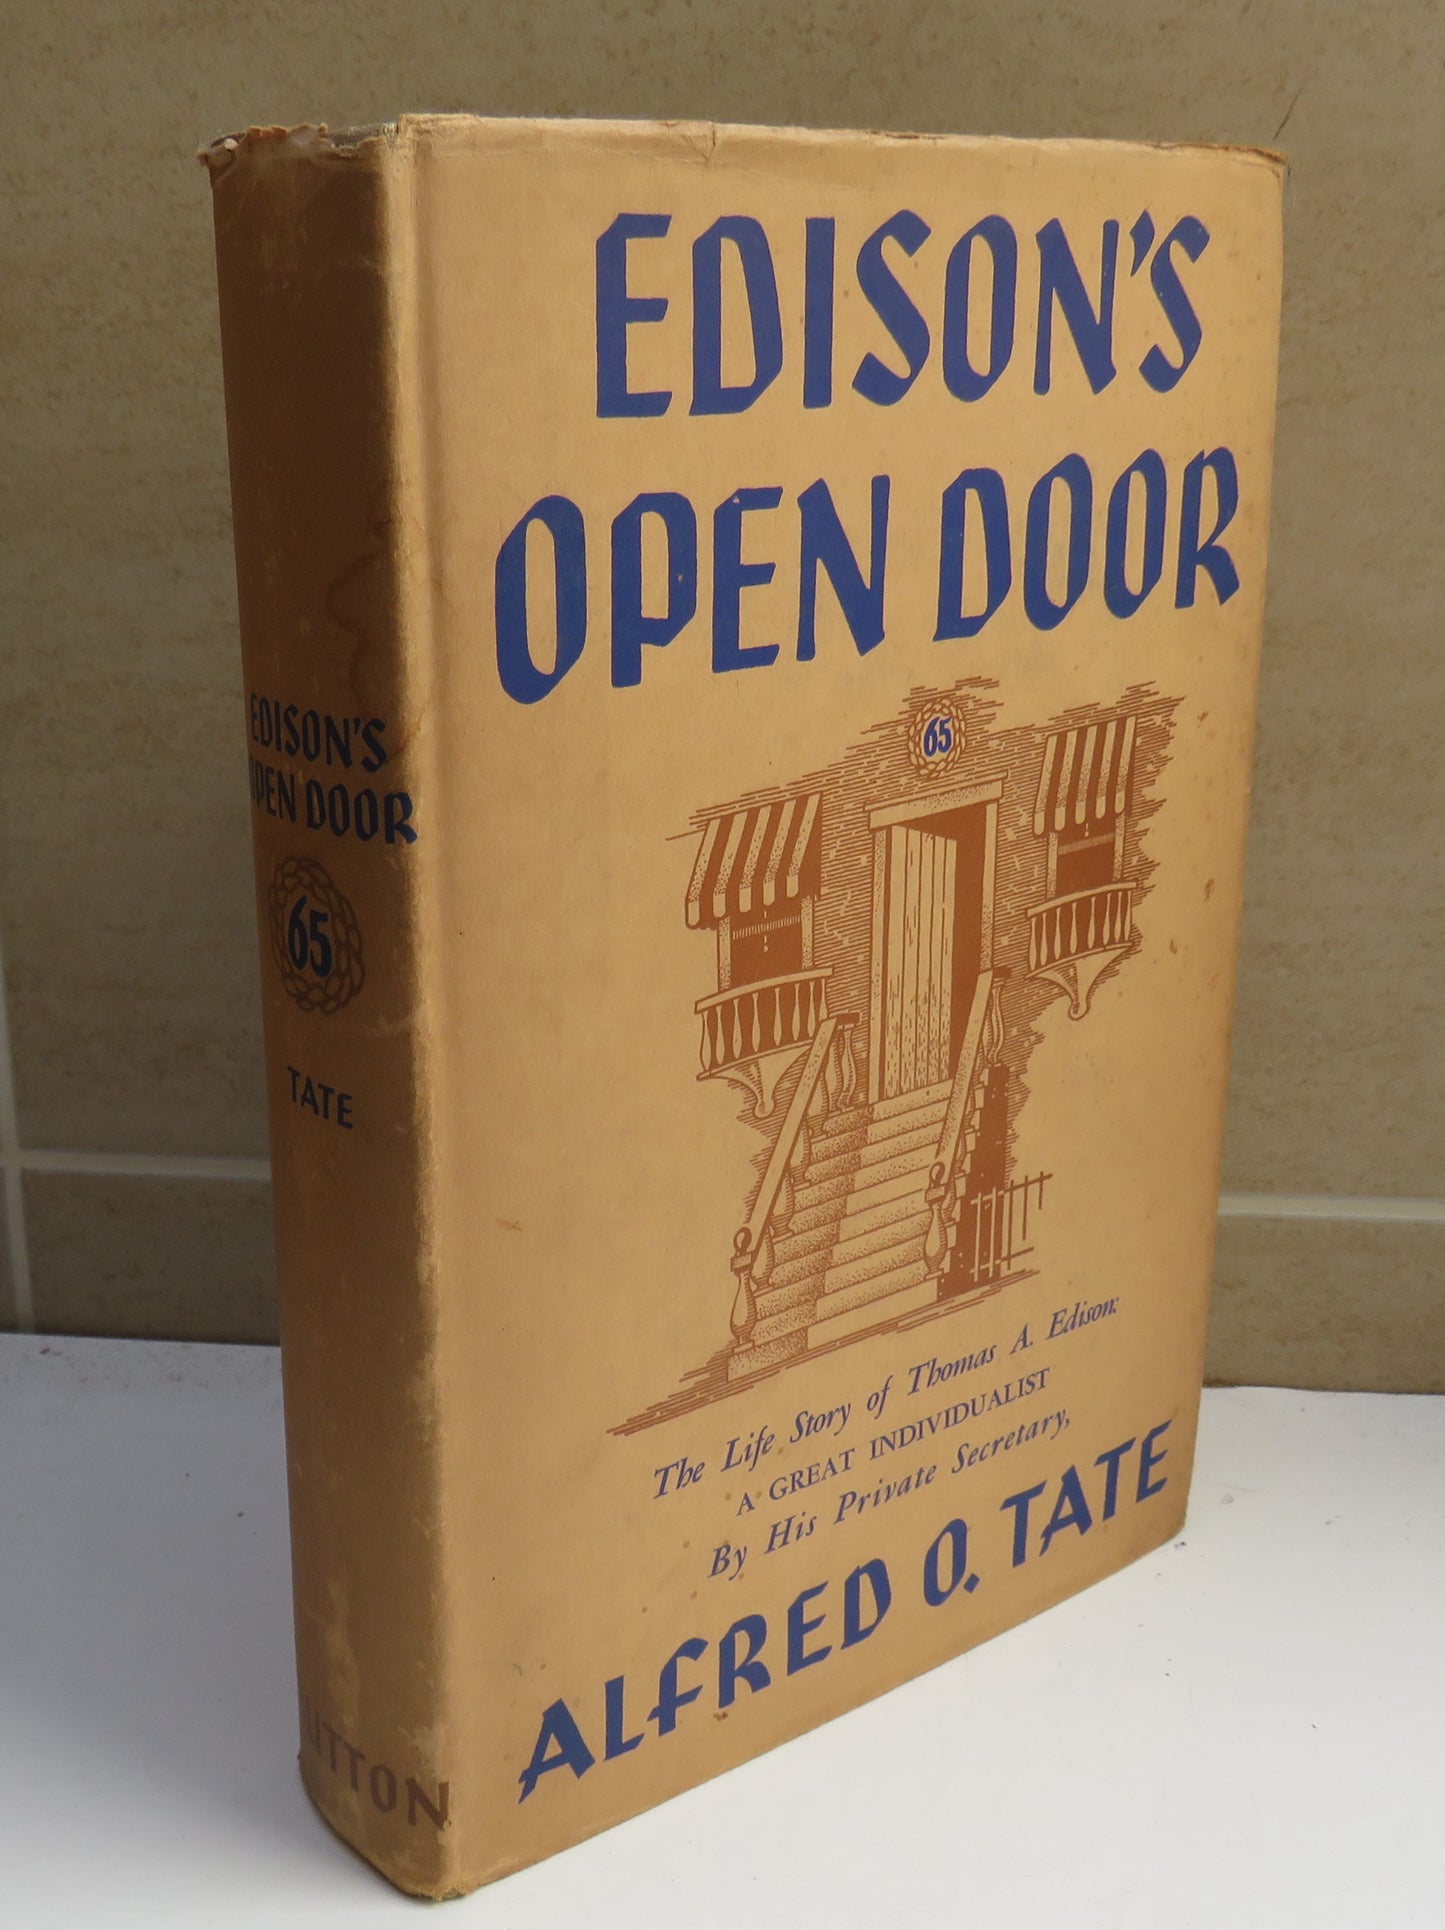 EDISON'S
OPEN DOOR
65
The Life Story of Thomas A. Edison:
A GREAT INDIVIDUALIST
By His Private Secretary,
ALFRED O. TATE
EDISON'S
OPEN DOOR
65
TATE
DUTTON